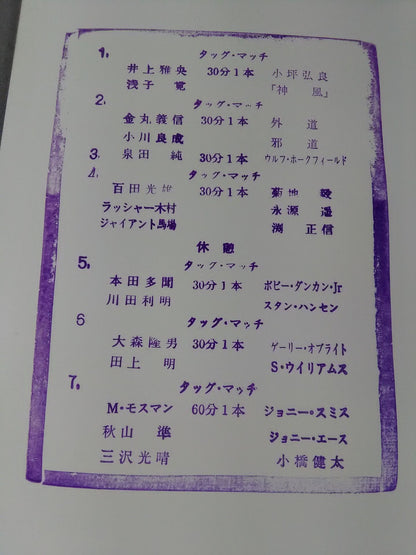 1. タッグ・マッチ
井上雅央 30分1本 小坪弘良
浅子 覚 「神 風」
2. タッグ・マッチ
金丸義信 30分1本 外 道
小川良成 邪 道
3. 泉田 純 30分1本 ウルフ・ホークフィールド
4. タッグ・マッチ
百田光雄 30分1本 菊地 毅
ラッシャー木村 永源 遥
ジャイアント馬場 渕 正信
休 憩
5. タッグ・マッチ
本田多聞 30分1本 ボビー・ダンカン・Jr
川田利明 スタン・ハンセン
6 タッグ・マッチ
大森隆男 30分1本 ゲーリー・オブライト
田上 明 S・ウイリアムス
7. タッグ・マッチ
M・モスマン 60分1本 ジョニー・スミス
秋山 準 ジョニー・エース
三沢光晴 小橋健太